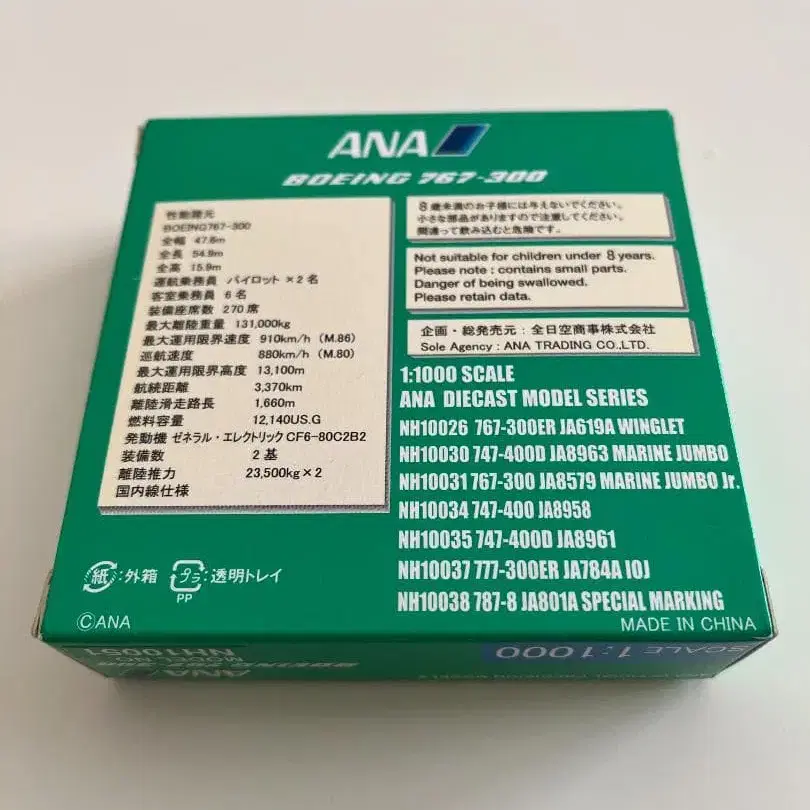 ANA
BOEING 767-300
性能諸元
BOEING767-300
全幅 47.6m
全長 54.9m
全高 15.9m
運航乗務員 パイロット×2名
客室乗務員 6名
装備座席数 270席
最大離陸重量 131,000kg
最大運用限界速度 910km/h (M.86)
巡航速度 880km/h (M.80)
最大運用限界高度 13,100m
航続距離 3,370km
離陸滑走路長 1,660m
燃料容量 12,140US.G
発動機 ゼネラル・エレクトリックCF6-80C2B2
装備数 2基
離陸推力 23,500kg×2
国内線仕様
8歳未満のお子様には与えないでください。
小さな部品がありますので注意してください。
間違って飲み込むと危険です。
Not suitable for children under 8 years.
Please note : contains small parts.
Danger of being swallowed.
Please retain data.
企画・総発売元:全日空商事株式会社
Sole Agency : ANA TRADING CO.,LTD.
1:1000 SCALE
ANA DIECAST MODEL SERIES
NH10026 767-300ER JA619A WINGLET
NH10030 747-400D JA8963 MARINE JUMBO
NH10031 767-300 JA8579 MARINE JUMBO Jr.
NH10034 747-400 JA8958
NH10035 747-400D JA8961
NH10037 777-300ER JA784A IOJ
NH10038 787-8 JA801A SPECIAL MARKING
紙:外箱 プラ:透明トレイ
PP
©ANA
MADE IN CHINA
SCALE 1:1000
ANA
MODEL NO.
NH10051